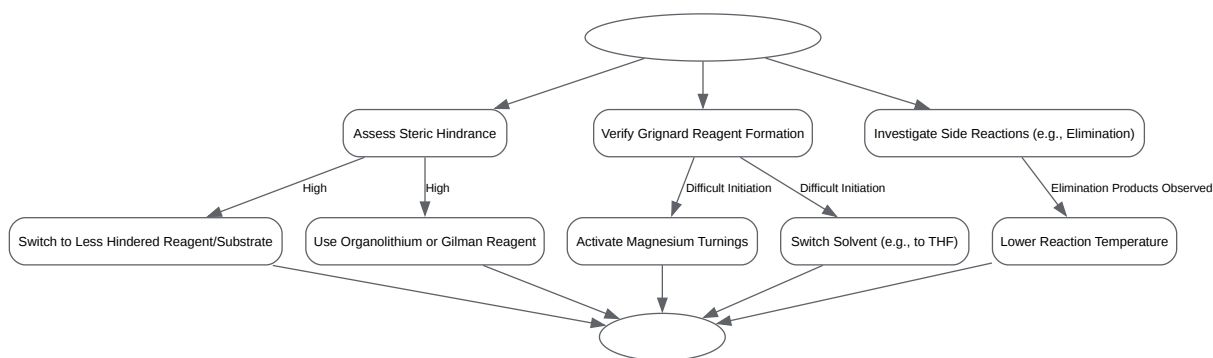 Assess Steric Hindrance
Verify Grignard Reagent Formation
Investigate Side Reactions (e.g., Elimination)
High
High
Difficult Initiation
Difficult Initiation
Elimination Products Observed
Switch to Less Hindered Reagent/Substrate
Use Organolithium or Gilman Reagent
Activate Magnesium Turnings
Switch Solvent (e.g., to THF)
Lower Reaction Temperature